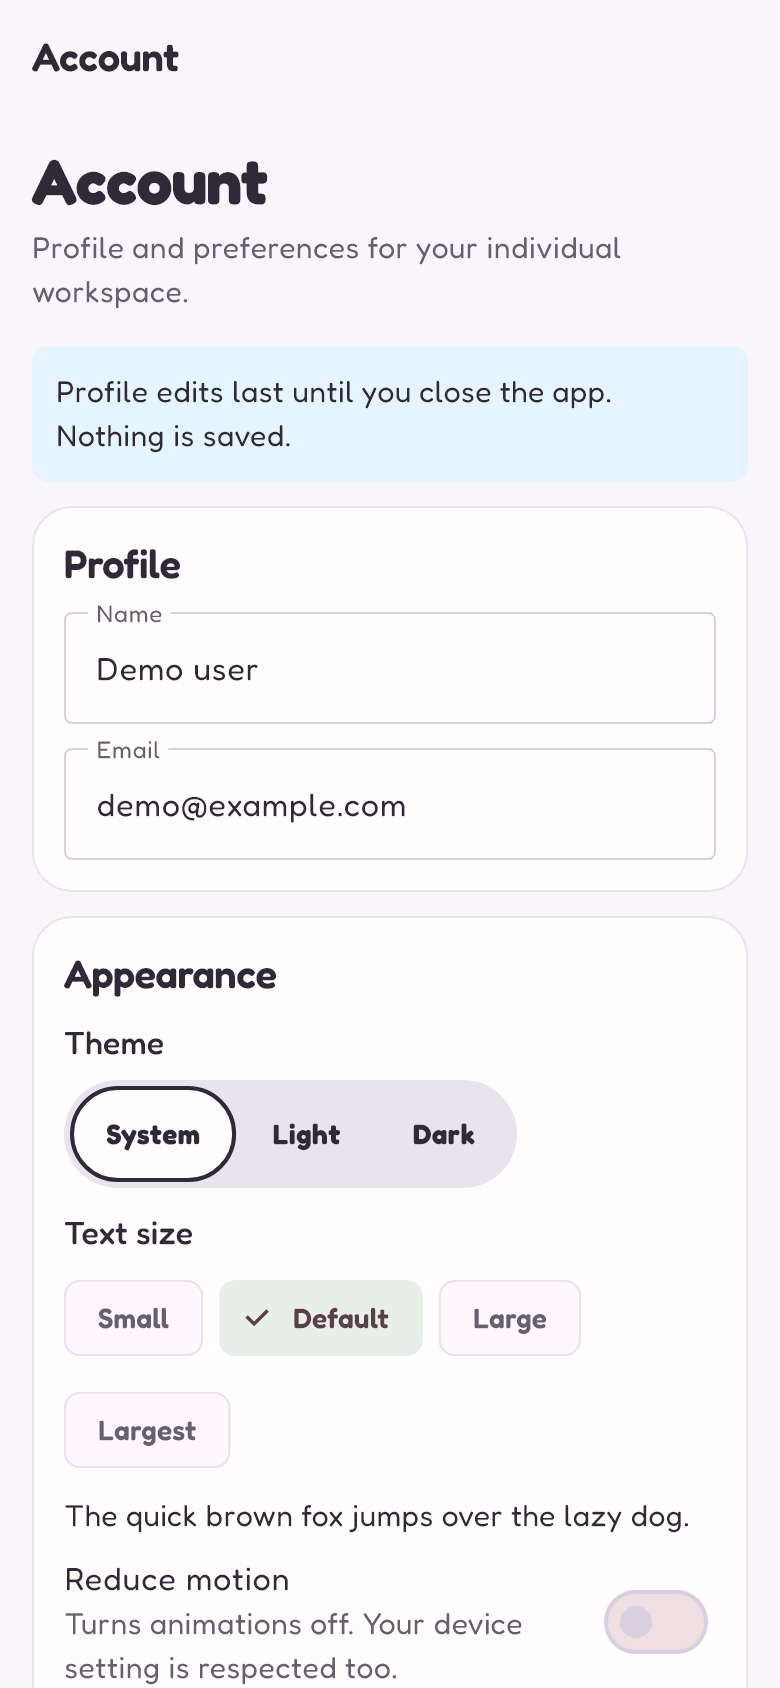 Account
Account
Profile and preferences for your individual
workspace.
Profile edits last until you close the app.
Nothing is saved.
Profile
Name
Demo user
Email
demo@example.com
Appearance
Theme
System Light Dark
Text size
Small Default Large
Largest
The quick brown fox jumps over the lazy dog.
Reduce motion
Turns animations off. Your device
setting is respected too.